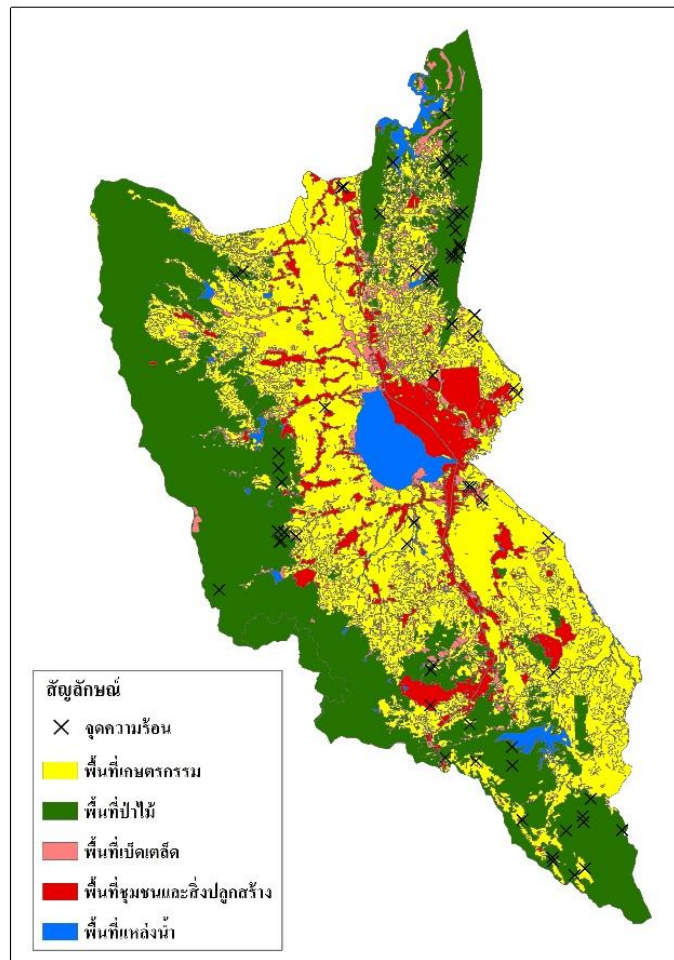 สัญลักษณ์
จุดความร้อน
พื้นที่เกษตรกรรม
พื้นที่ป่าไม้
พื้นที่เบ็ดเตล็ด
พื้นที่ชุมชนและสิ่งปลูกสร้าง
พื้นที่แหล่งน้ำ